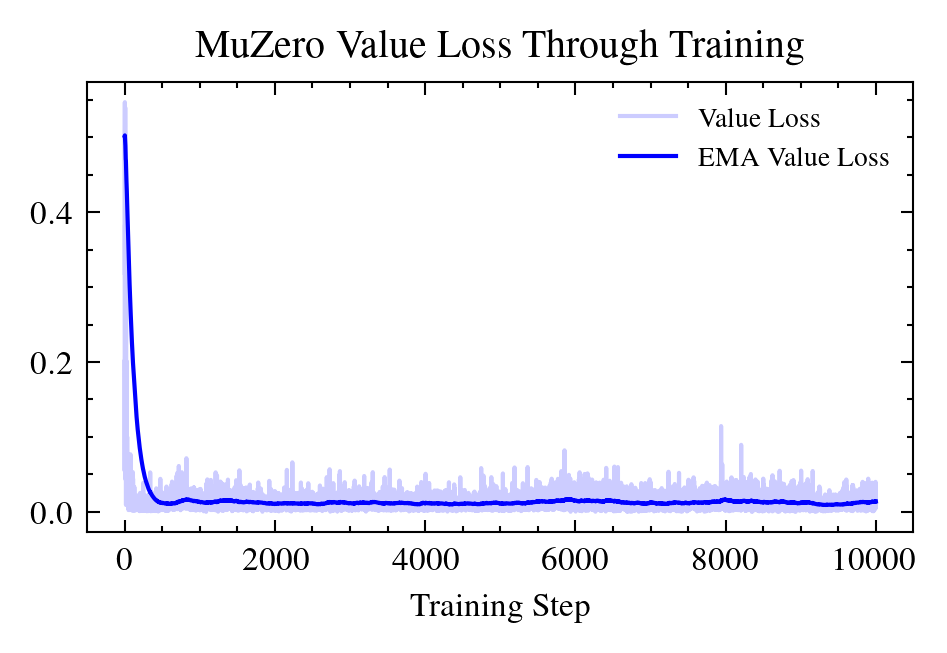 MuZero Value Loss Through Training
Value Loss
EMA Value Loss
0.4
0.2
0.0
0 2000 4000 6000 8000 10000
Training Step